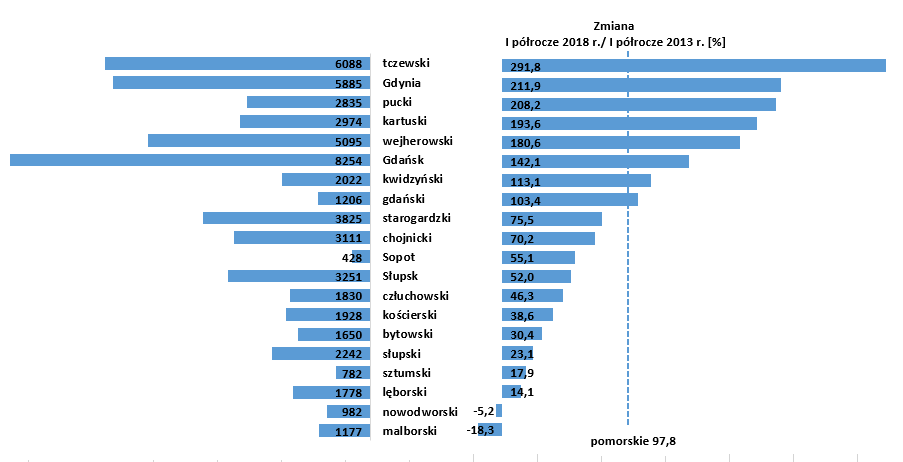 Zmiana
I półrocze 2018 r./ I półrocze 2013 r. [%]
6088 tczewski 291,8
5885 Gdynia 211,9
2835 pucki 208,2
2974 kartuski 193,6
5095 wejherowski 180,6
8254 Gdańsk 142,1
2022 kwidzyński 113,1
1206 gdański 103,4
3825 starogardzki 75,5
3111 chojnicki 70,2
428 Sopot 55,1
3251 Słupsk 52,0
1830 człuchowski 46,3
1928 kościerski 38,6
1650 bytowski 30,4
2242 słupski 23,1
782 sztumski 17,9
1778 lęborski 14,1
982 nowodworski -5,2
1177 malborski -18,3
pomorskie 97,8